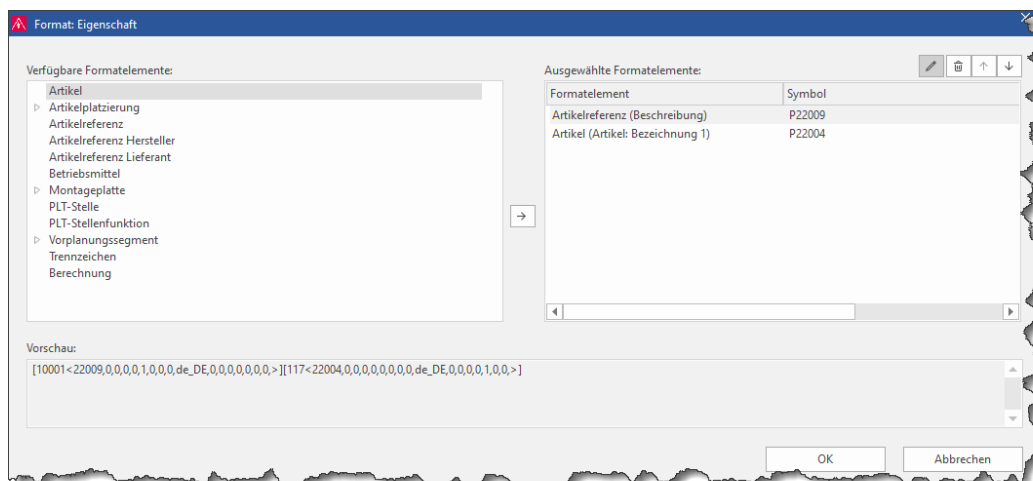 Format: Eigenschaft
Verfügbare Formatelemente:
Artikel
Artikelplatzierung
Artikelreferenz
Artikelreferenz Hersteller
Artikelreferenz Lieferant
Betriebsmittel
Montageplatte
PLT-Stelle
PLT-Stellenfunktion
Vorplanungssegment
Trennzeichen
Berechnung
Ausgewählte Formatelemente:
Formatelement Symbol
Artikelreferenz (Beschreibung) P22009
Artikel (Artikel: Bezeichnung 1) P22004
Vorschau:
[10001<22009,0,0,0,0,1,0,0,0,de_DE,0,0,0,0,0,0,0,>][117<22004,0,0,0,0,0,0,0,0,de_DE,0,0,0,0,1,0,0,>]
OK Abbrechen